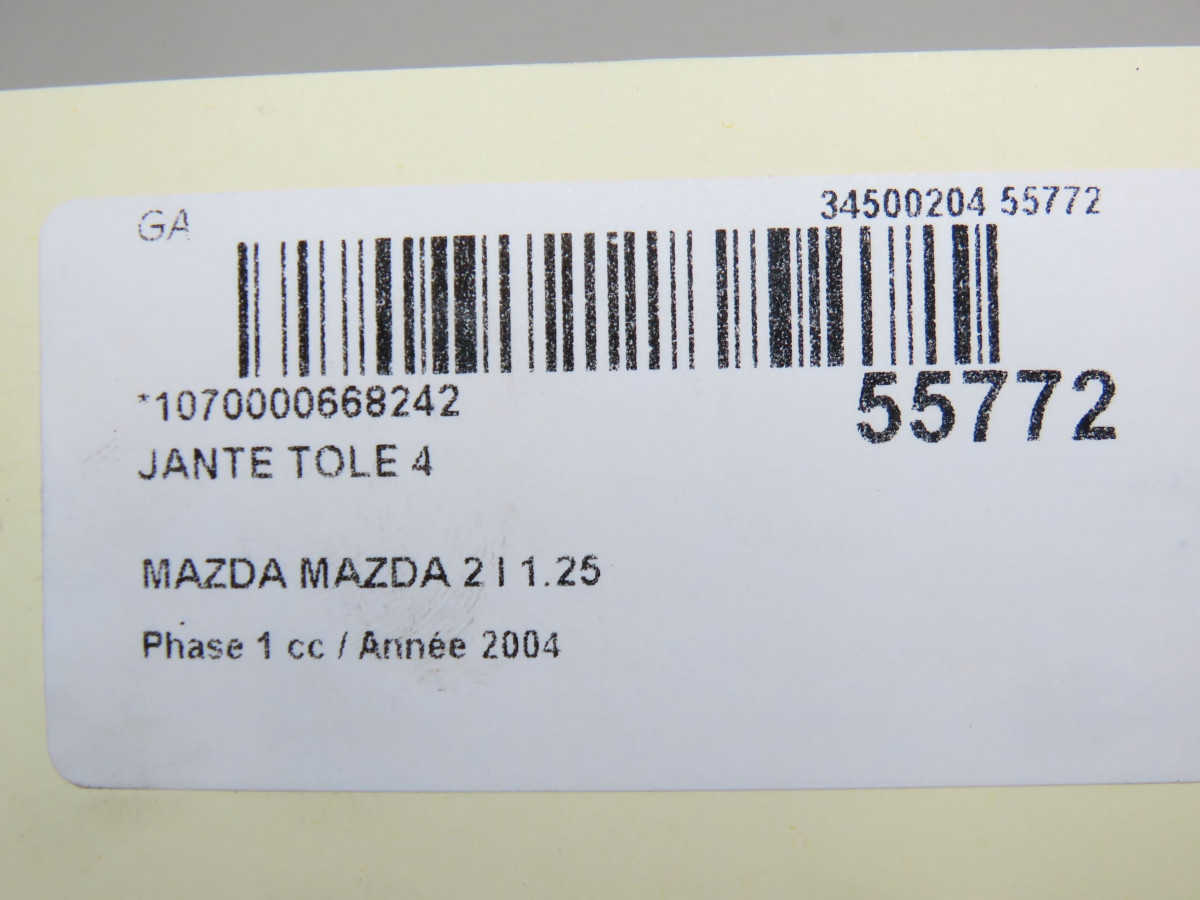 GA
34500204 55772
*1070000668242
55772
JANTE TOLE 4
MAZDA MAZDA 2 I 1.25
Phase 1 cc / Année 2004